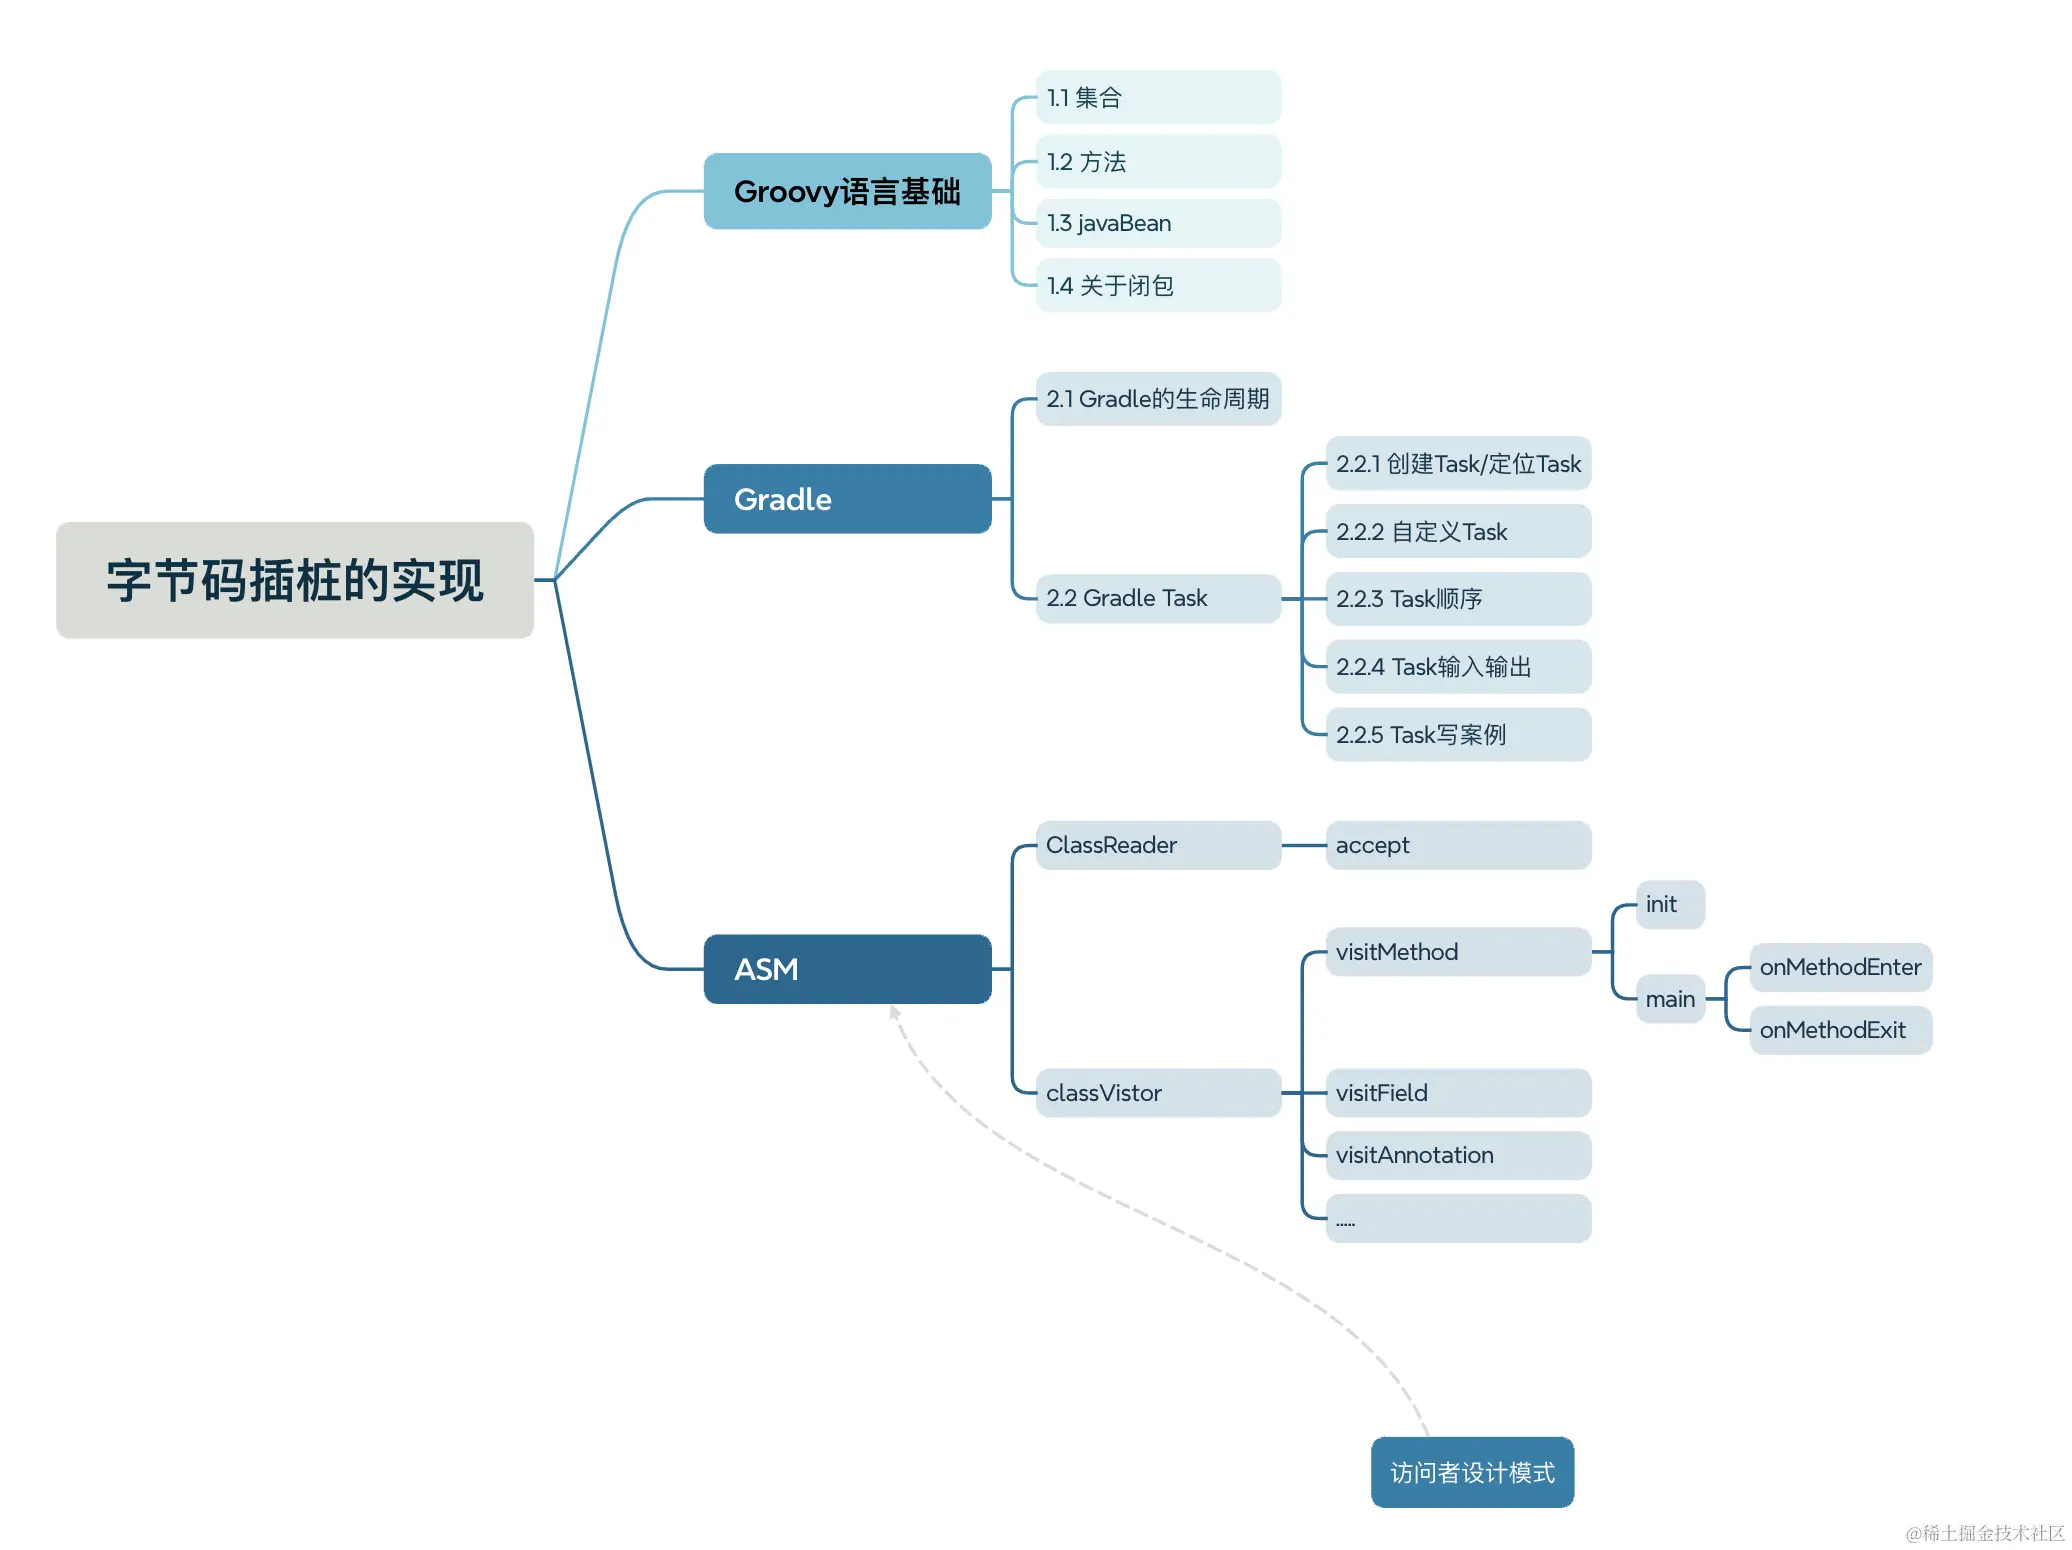 字节码插桩的实现
Groovy语言基础
1.1 集合
1.2 方法
1.3 javaBean
1.4 关于闭包
Gradle
2.1 Gradle的生命周期
2.2 Gradle Task
2.2.1 创建Task/定位Task
2.2.2 自定义Task
2.2.3 Task顺序
2.2.4 Task输入输出
2.2.5 Task写案例
ASM
ClassReader
accept
classVistor
visitMethod
init
main
onMethodEnter
onMethodExit
visitField
visitAnnotation
.....
访问者设计模式
@稀土掘金技术社区